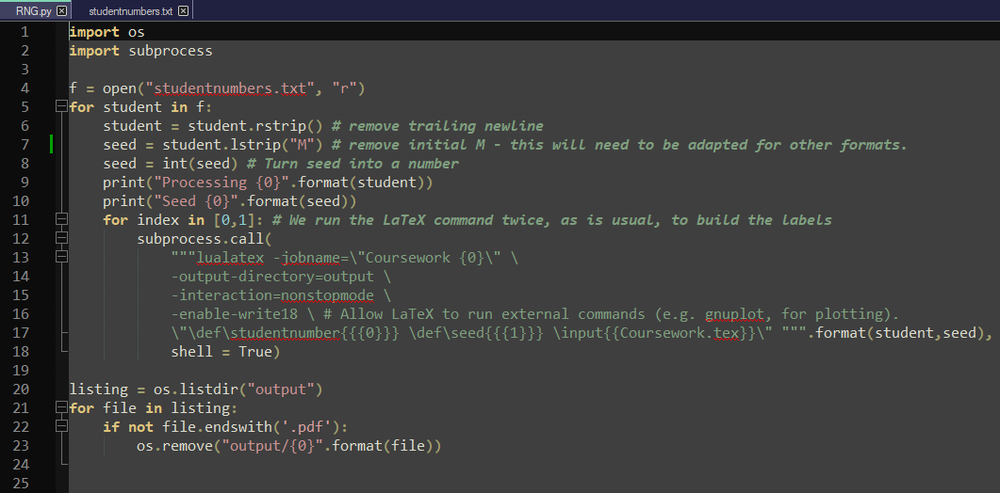 RNG.py studentnumbers.txt
1 import os
2 import subprocess
3
4 f = open("studentnumbers.txt", "r")
5 for student in f:
6 student = student.rstrip() # remove trailing newline
7 seed = student.lstrip("M") # remove initial M - this will need to be adapted for other formats.
8 seed = int(seed) # Turn seed into a number
9 print("Processing {0}".format(student))
10 print("Seed {0}".format(seed))
11 for index in [0,1]: # We run the LaTeX command twice, as is usual, to build the labels
12 subprocess.call(
13 """lualatex -jobname=\"Coursework {0}\" \
14 -output-directory=output \
15 -interaction=nonstopmode \
16 -enable-write18 \ # Allow LaTeX to run external commands (e.g. gnuplot, for plotting).
17 \"\def\studentnumber{{{0}}} \def\seed{{{1}}} \input{{Coursework.tex}}\" """.format(student,seed),
18 shell = True)
19
20 listing = os.listdir("output")
21 for file in listing:
22 if not file.endswith('.pdf'):
23 os.remove("output/{0}".format(file))
24
25